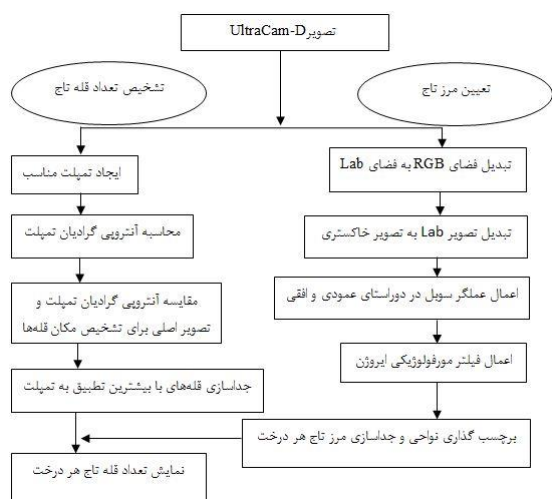 تصویر UltraCam-D
تعیین مرز تاج
تشخیص تعداد قله تاج
تبدیل فضای RGB به فضای Lab
ایجاد تمپلت مناسب
تبدیل تصویر Lab به تصویر خاکستری
محاسبه آنتروپی گرادیان تمپلت
اعمال عملگر سوبل در دوراستای عمودی و افقی
مقایسه آنتروپی گرادیان تمپلت و
تصویر اصلی برای تشخیص مکان قله‌ها
اعمال فیلتر مورفولوژیکی ایروژن
جداسازی قله‌های با بیشترین تطبیق به تمپلت
برچسب گذاری نواحی و جداسازی مرز تاج هر درخت
نمایش تعداد قله تاج هر درخت